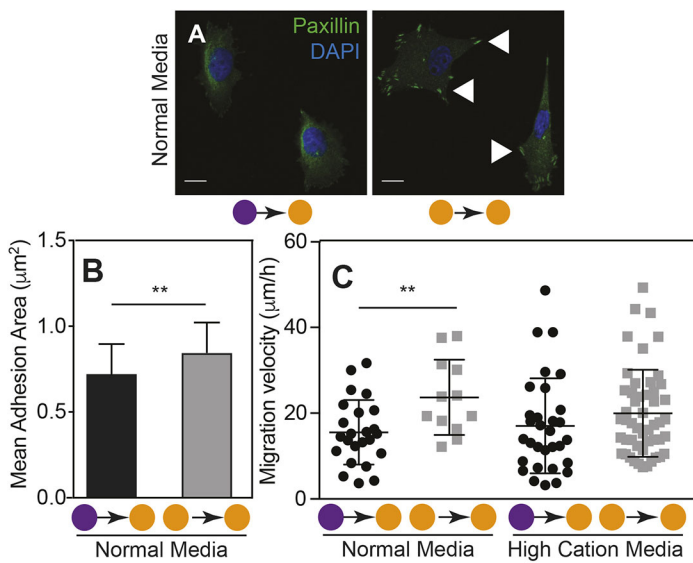 A
Paxillin
DAPI
Normal Media
B
Mean Adhesion Area (μm²)
1.5
1.0
0.5
0.0
**
Normal Media
C
Migration velocity (μm/h)
60
40
20
0
**
Normal Media
High Cation Media